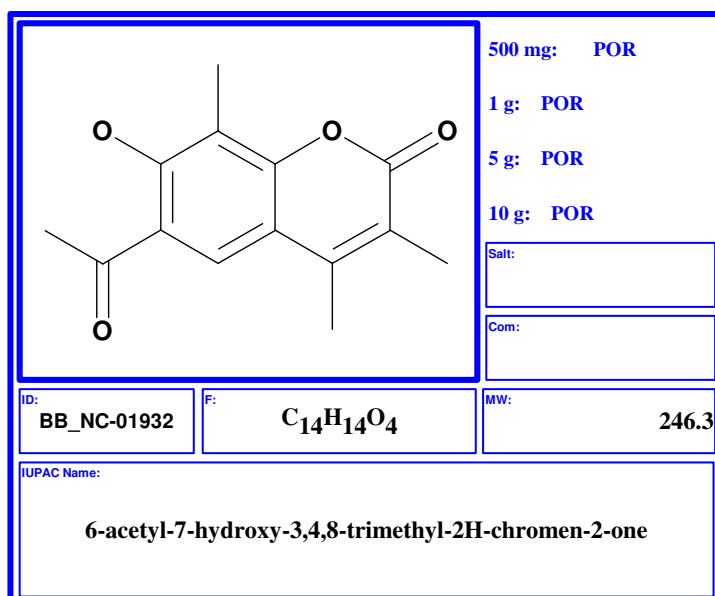 500 mg: POR
1 g: POR
5 g: POR
10 g: POR
O
O
O
O
Salt:
Com:
ID:
BB_NC-01932
F:
C14H14O4
MW:
246.3
IUPAC Name:
6-acetyl-7-hydroxy-3,4,8-trimethyl-2H-chromen-2-one